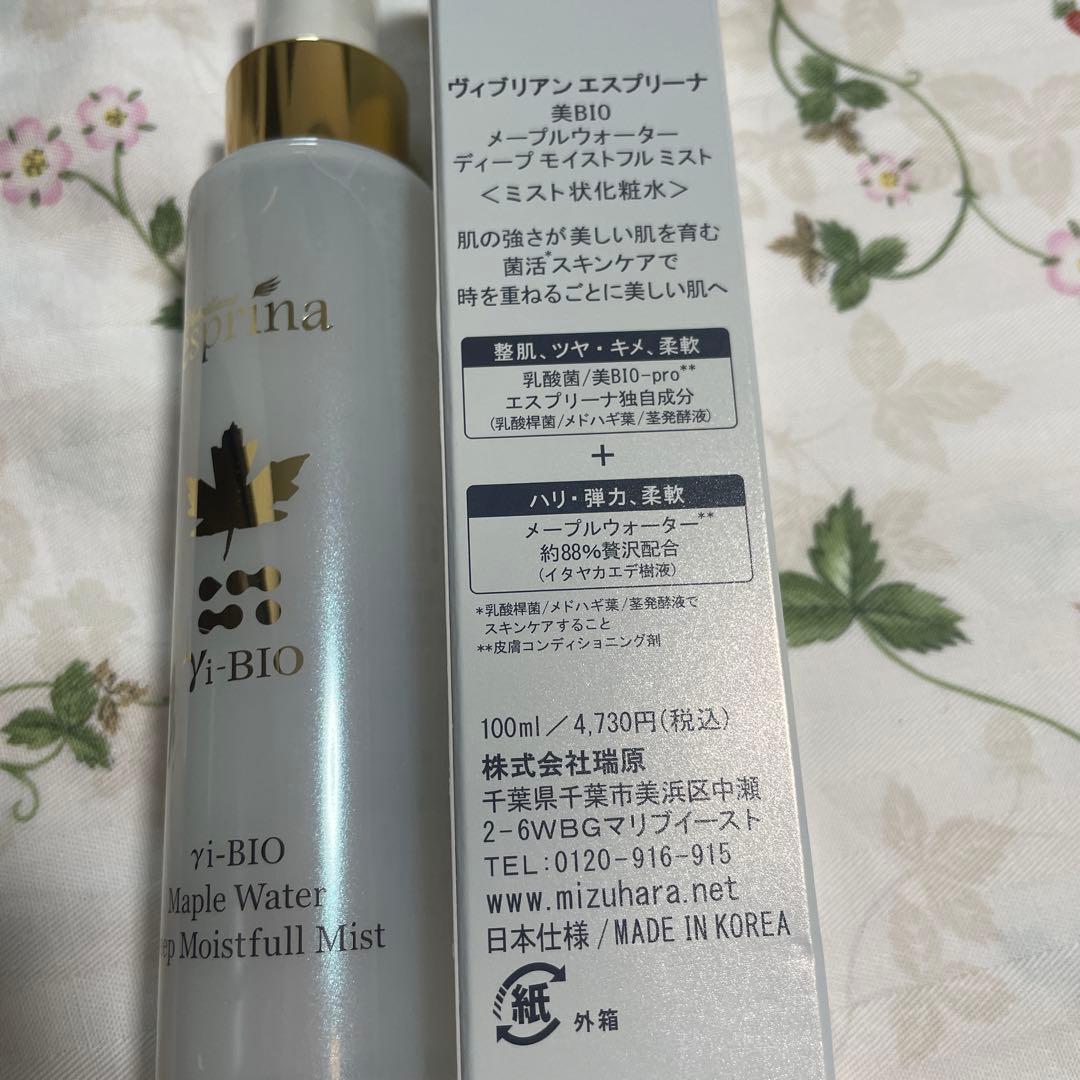 sprina
γi-BIO
γi-BIO
Maple Water
Moistfull Mist
ヴィブリアン エスプリーナ
美BIO
メープルウォーター
ディープ モイストフル ミスト
＜ミスト状化粧水＞
肌の強さが美しい肌を育む
菌活*スキンケアで
時を重ねるごとに美しい肌へ
整肌、ツヤ・キメ、柔軟
乳酸菌/美BIO-pro**
エスプリーナ独自成分
(乳酸桿菌/メドハギ葉/茎発酵液)
+
ハリ・弾力、柔軟
メープルウォーター**
約88%贅沢配合
(イタヤカエデ樹液)
*乳酸桿菌/メドハギ葉/茎発酵液で
スキンケアすること
**皮膚コンディショニング剤
100ml／4,730円(税込)
株式会社瑞原
千葉県千葉市美浜区中瀬
2-6WBGマリブイースト
TEL:0120-916-915
www.mizuhara.net
日本仕様/MADE IN KOREA
紙 外箱